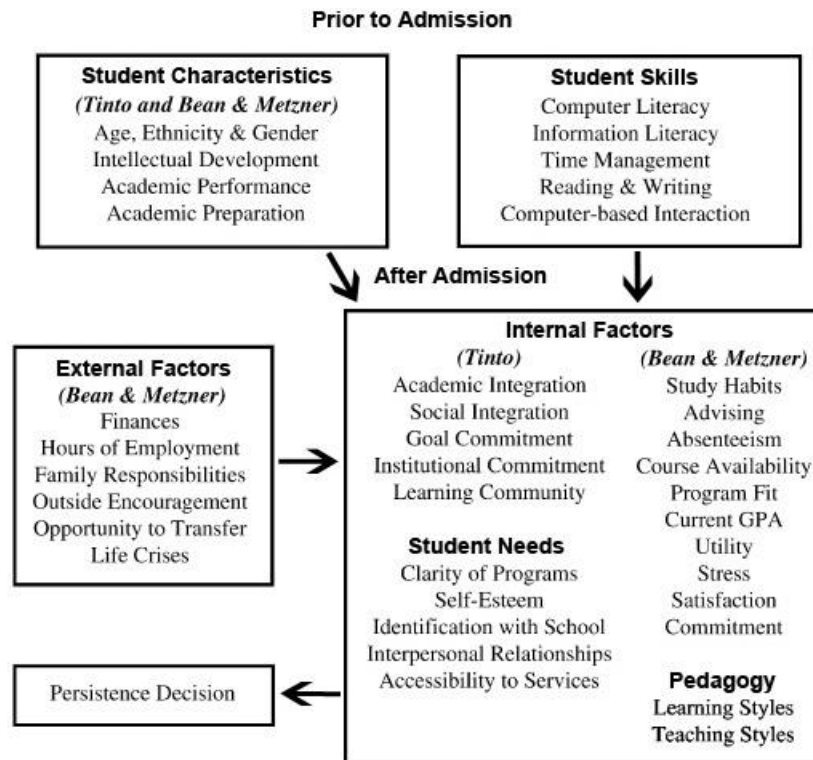 Prior to Admission
Student Characteristics
(Tinto and Bean & Metzner)
Age, Ethnicity & Gender
Intellectual Development
Academic Performance
Academic Preparation
Student Skills
Computer Literacy
Information Literacy
Time Management
Reading & Writing
Computer-based Interaction
After Admission
External Factors
(Bean & Metzner)
Finances
Hours of Employment
Family Responsibilities
Outside Encouragement
Opportunity to Transfer
Life Crises
Internal Factors
(Tinto)
Academic Integration
Social Integration
Goal Commitment
Institutional Commitment
Learning Community
Student Needs
Clarity of Programs
Self-Esteem
Identification with School
Interpersonal Relationships
Accessibility to Services
(Bean & Metzner)
Study Habits
Advising
Absenteeism
Course Availability
Program Fit
Current GPA
Utility
Stress
Satisfaction
Commitment
Pedagogy
Learning Styles
Teaching Styles
Persistence Decision